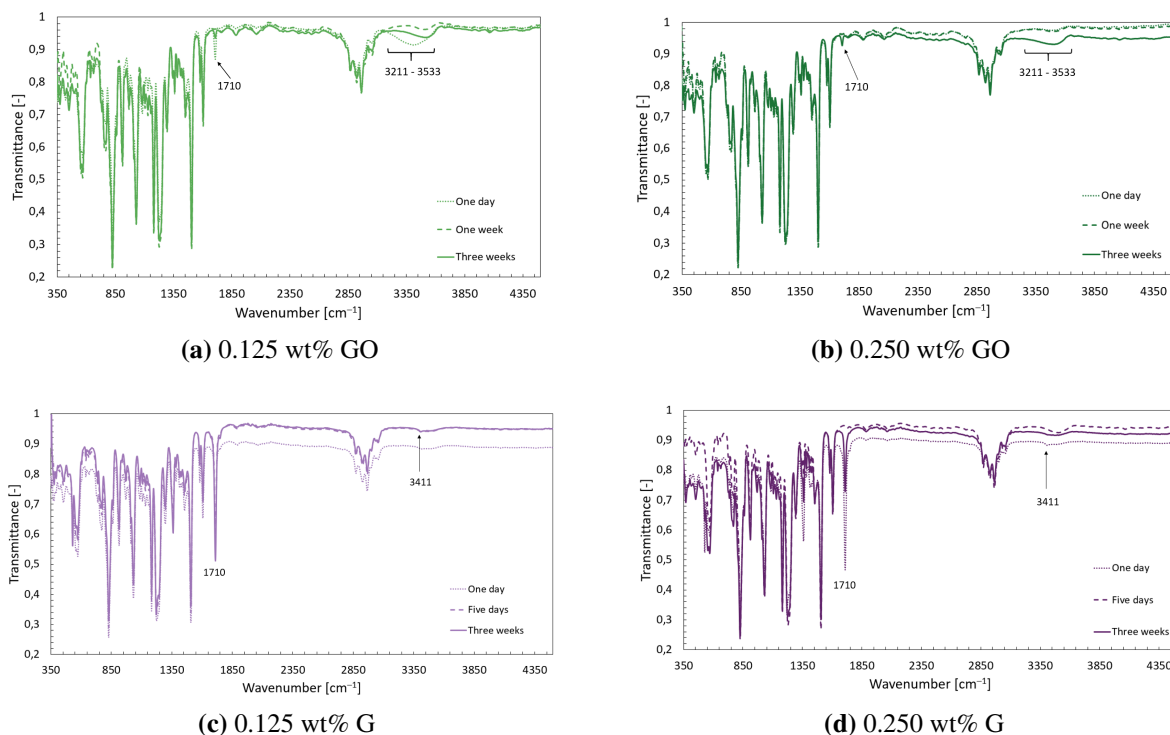 1
0,9
0,8
0,7
0,6
0,5
0,4
0,3
0,2
Transmittance [-]
1710
3211 - 3533
One day
One week
Three weeks
350 850 1350 1850 2350 2850 3350 3850 4350
Wavenumber [cm⁻¹]
(a) 0.125 wt% GO
1
0,9
0,8
0,7
0,6
0,5
0,4
0,3
0,2
Transmittance [-]
1710
3211 - 3533
One day
One week
Three weeks
350 850 1350 1850 2350 2850 3350 3850 4350
Wavenumber [cm⁻¹]
(b) 0.250 wt% GO
1
0,9
0,8
0,7
0,6
0,5
0,4
0,3
0,2
Transmittance [-]
3411
1710
One day
Five days
Three weeks
350 850 1350 1850 2350 2850 3350 3850 4350
Wavenumber [cm⁻¹]
(c) 0.125 wt% G
1
0,9
0,8
0,7
0,6
0,5
0,4
0,3
0,2
Transmittance [-]
3411
1710
One day
Five days
Three weeks
350 850 1350 1850 2350 2850 3350 3850 4350
Wavenumber [cm⁻¹]
(d) 0.250 wt% G